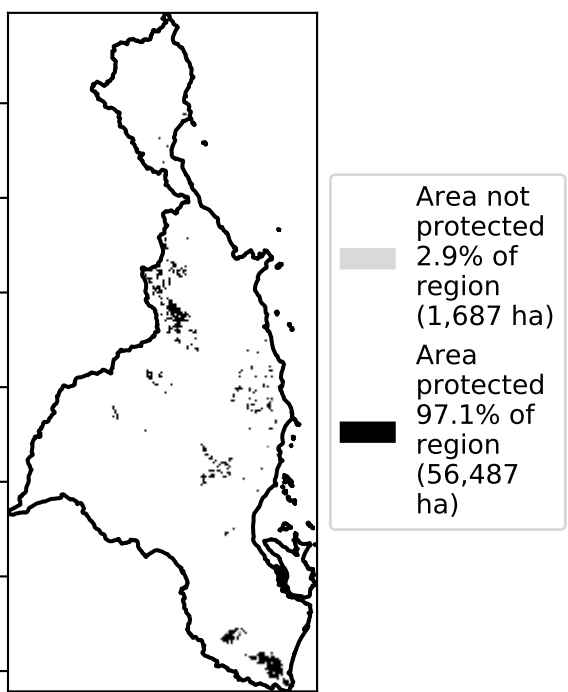 Area not
protected
2.9% of
region
(1,687 ha)
Area
protected
97.1% of
region
(56,487
ha)